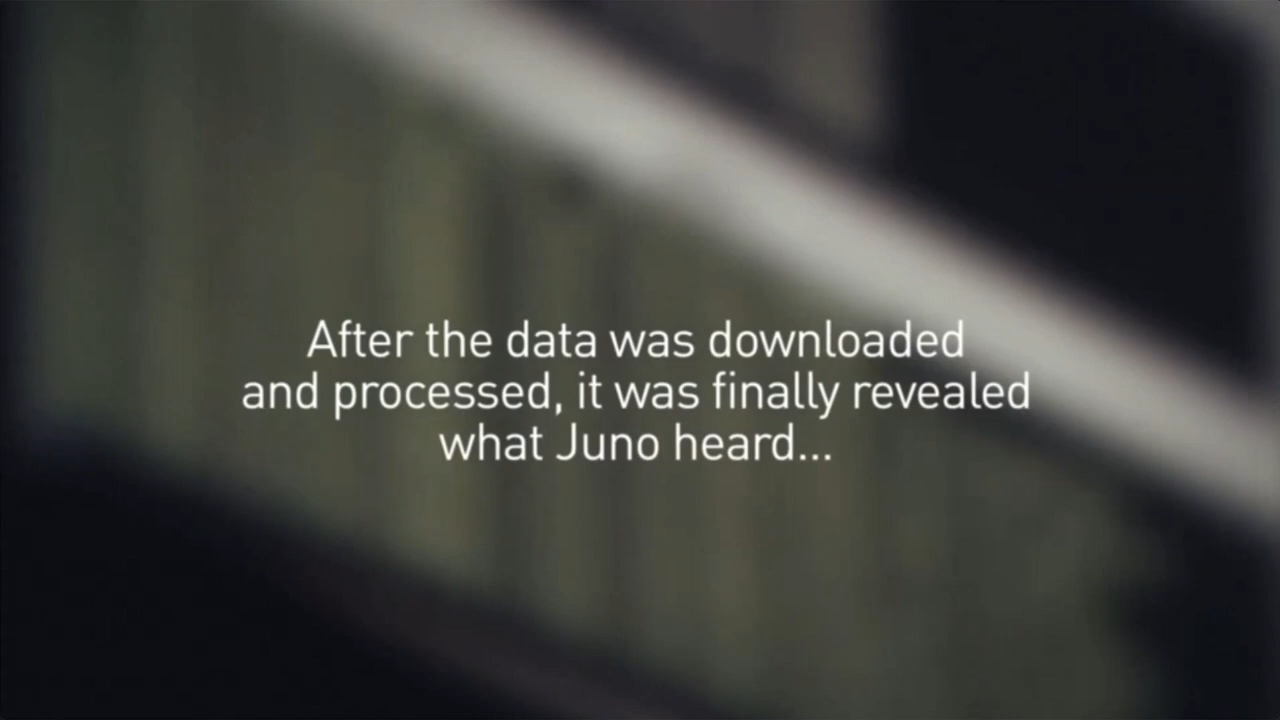 After the data was downloaded
and processed, it was finally revealed
what Juno heard...